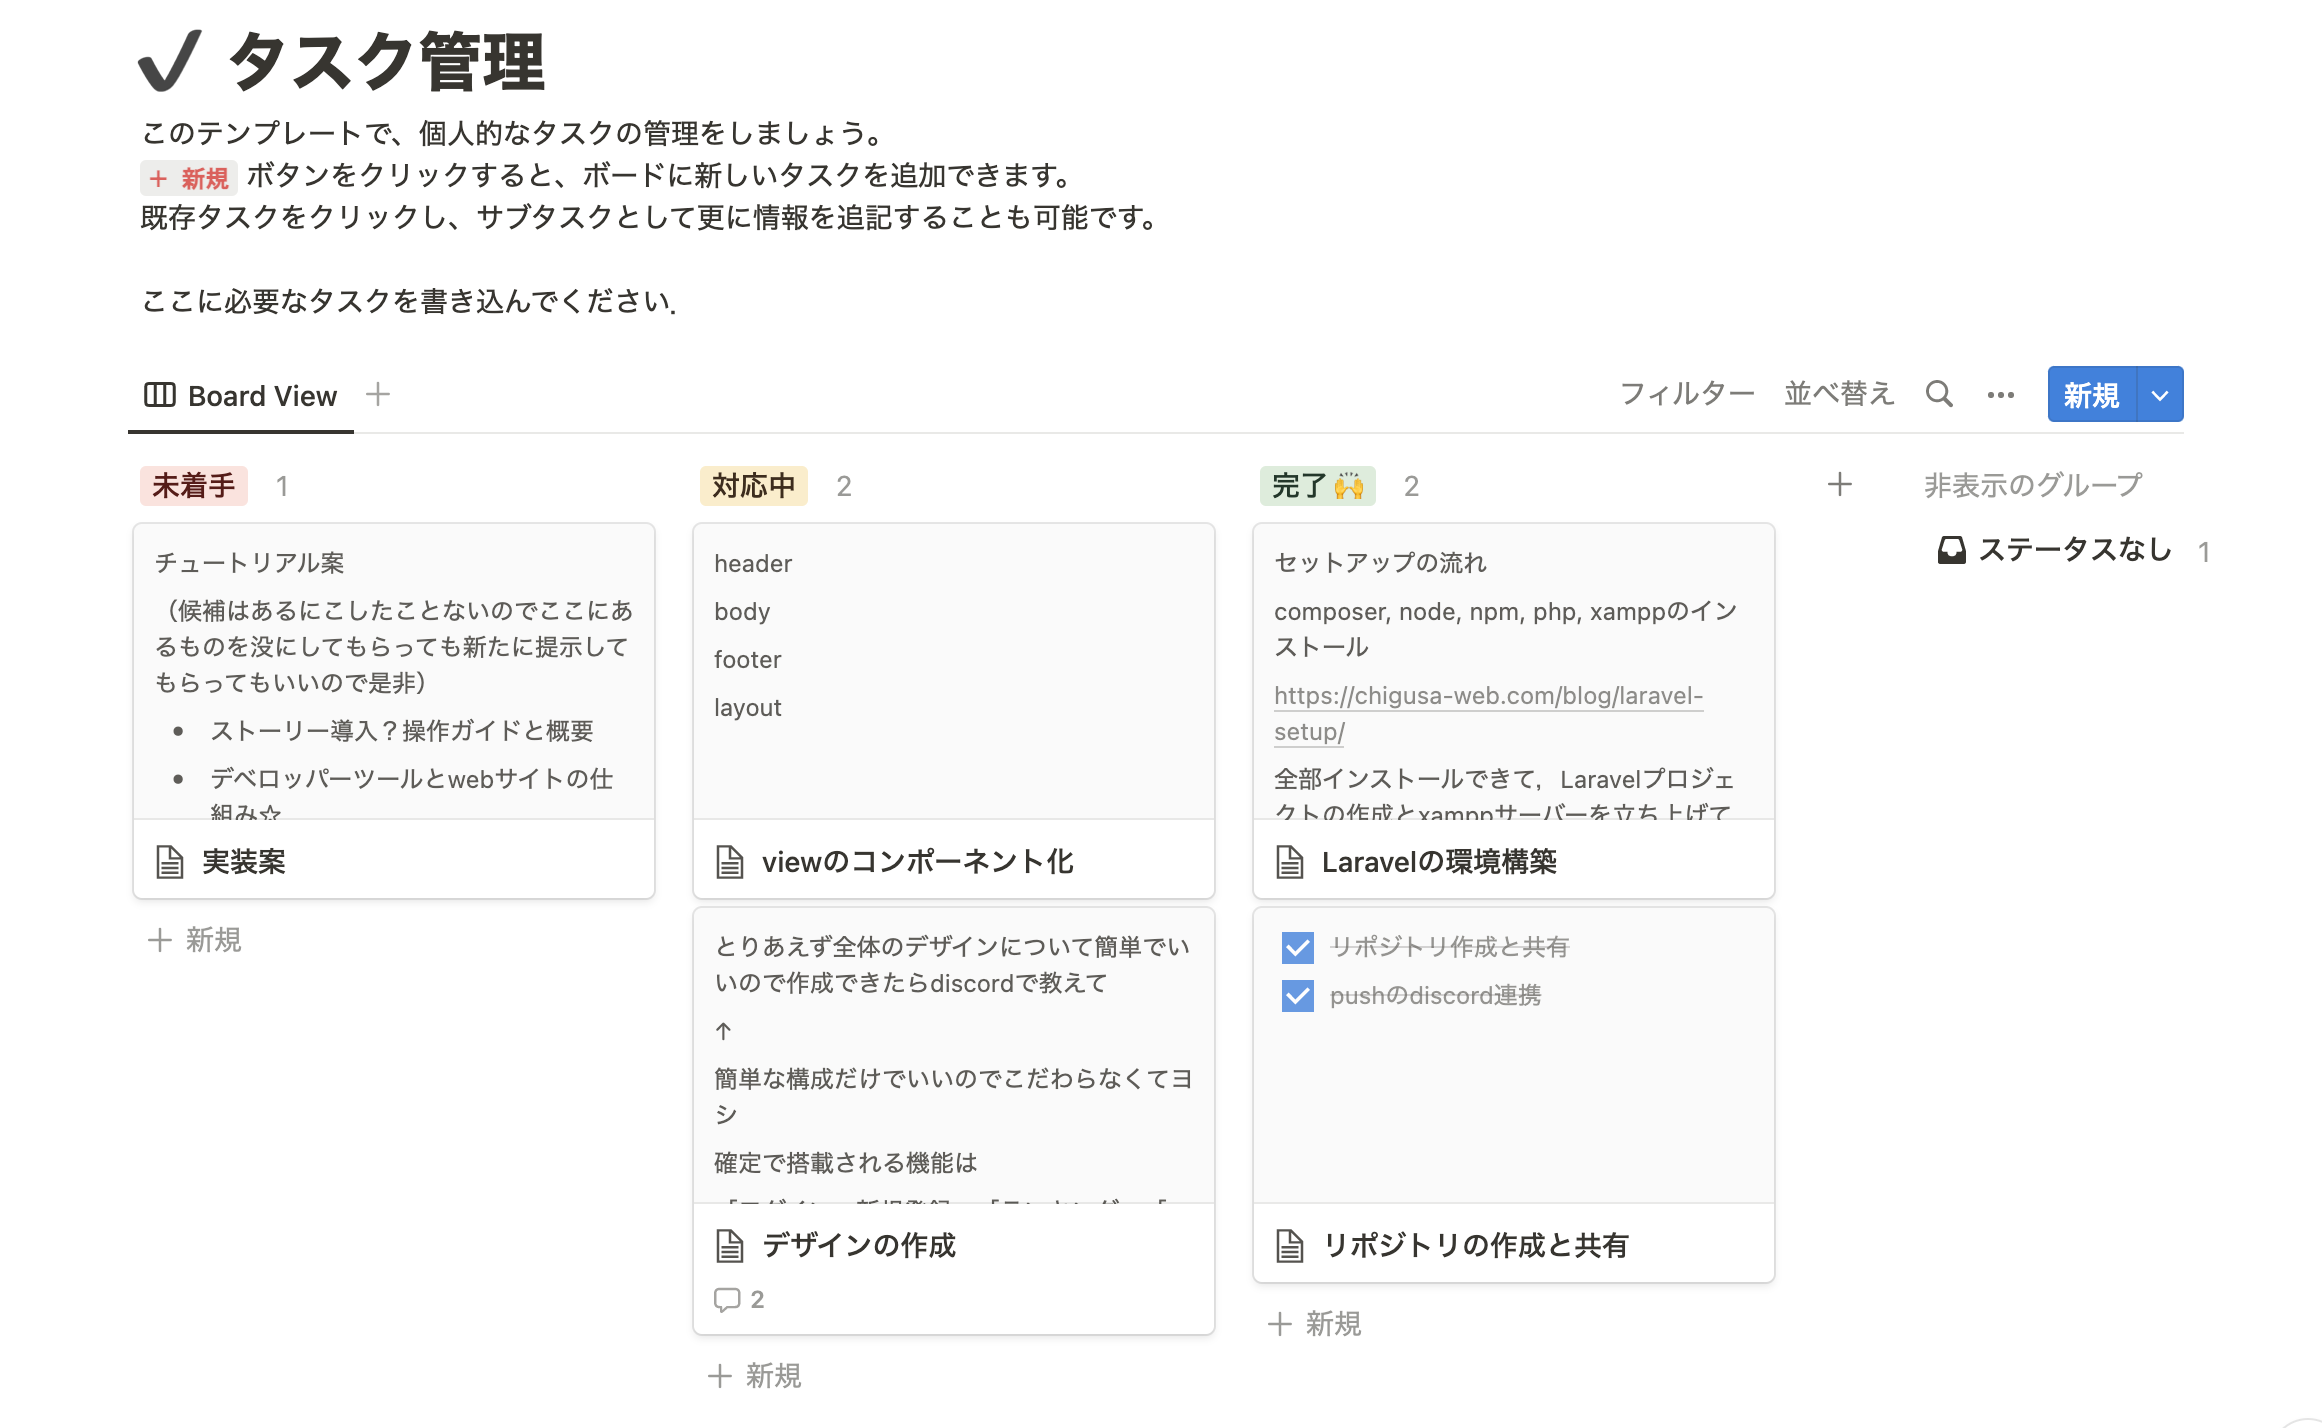 タスク管理
このテンプレートで、個人的なタスクの管理をしましょう。
+ 新規 ボタンをクリックすると、ボードに新しいタスクを追加できます。
既存タスクをクリックし、サブタスクとして更に情報を追記することも可能です。
ここに必要なタスクを書き込んでください.
Board View
フィルター 並べ替え 新規
未着手 1
チュートリアル案
（候補はあるにこしたことないのでここにあ
るものを没にしてもらっても新たに提示して
もらってもいいので是非）
• ストーリー導入？操作ガイドと概要
• デベロッパーツールとwebサイトの仕
組み☆
実装案
+ 新規
対応中 2
header
body
footer
layout
viewのコンポーネント化
とりあえず全体のデザインについて簡単でい
いので作成できたらdiscordで教えて
↑
簡単な構成だけでいいのでこだわらなくてヨ
シ
確定で搭載される機能は
デザインの作成
2
+ 新規
完了🙌 2
セットアップの流れ
composer, node, npm, php, xamppのイン
ストール
https://chigusa-web.com/blog/laravel-
setup/
全部インストールできて，Laravelプロジェ
クトの作成とxamppサーバーを立ち上げて
Laravelの環境構築
リポジトリ作成と共有
pushのdiscord連携
リポジトリの作成と共有
+ 新規
非表示のグループ
ステータスなし 1